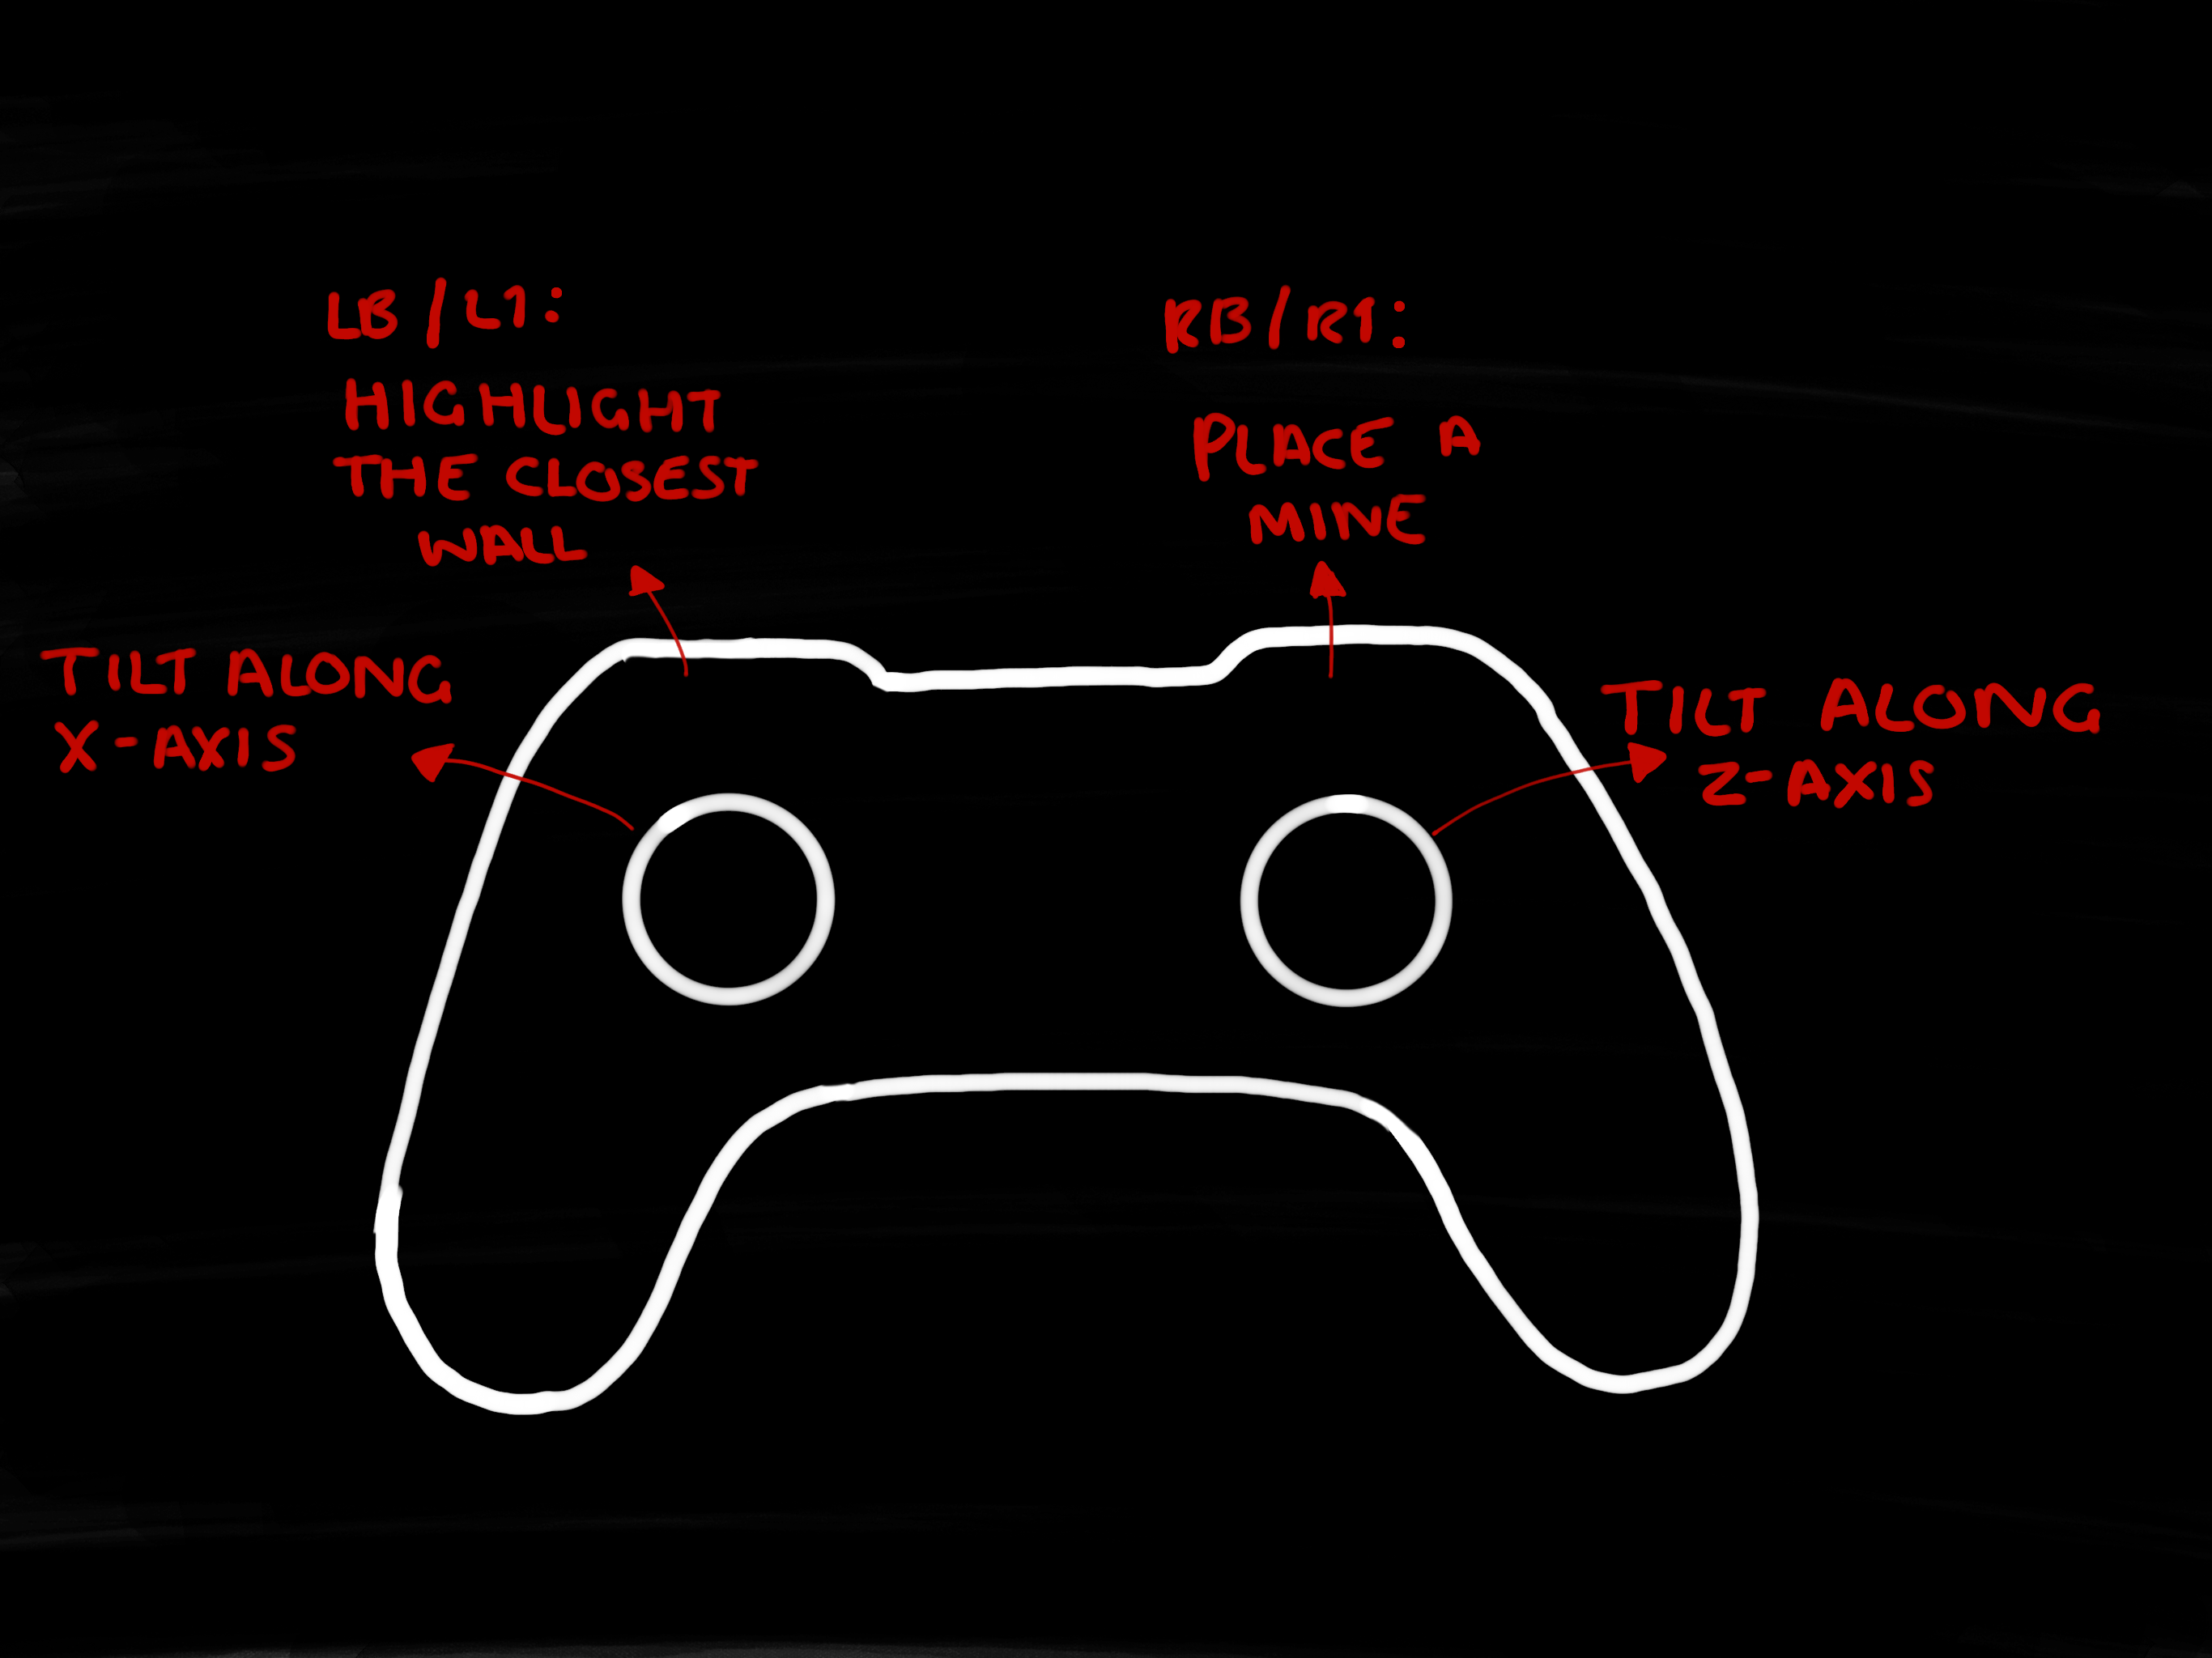 LB/L1:
HIGHLIGHT
THE CLOSEST
WALL
RB/R1:
PLACE A
MINE
TILT ALONG
X-AXIS
TILT ALONG
Z-AXIS